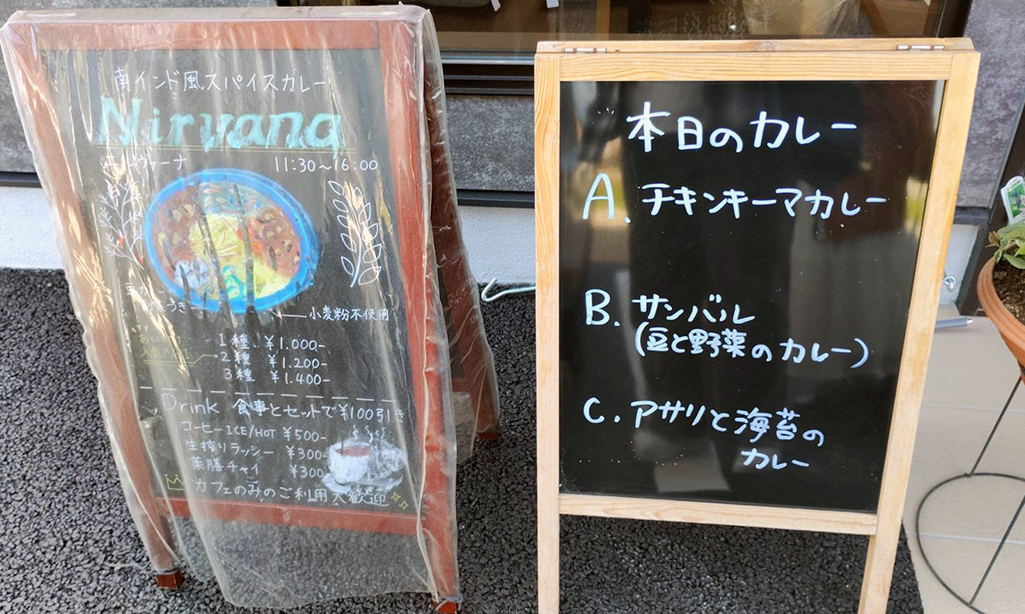 南インド風スパイスカレー
Nirvana
ヴァーナ
11:30~16:00
小麦粉不使用
1種 ¥1.000-
2種 ¥1.200-
3種 ¥1.400-
Drink 食事とセットで¥100引き
コーヒー ICE/HOT ¥500-
生搾りラッシー ¥300
薬膳チャイ ¥300
カフェのみのご利用大歓迎
本日のカレー
A. チキンキーマカレー
B. サンバル
(豆と野菜のカレー)
C. アサリと海苔の
カレー